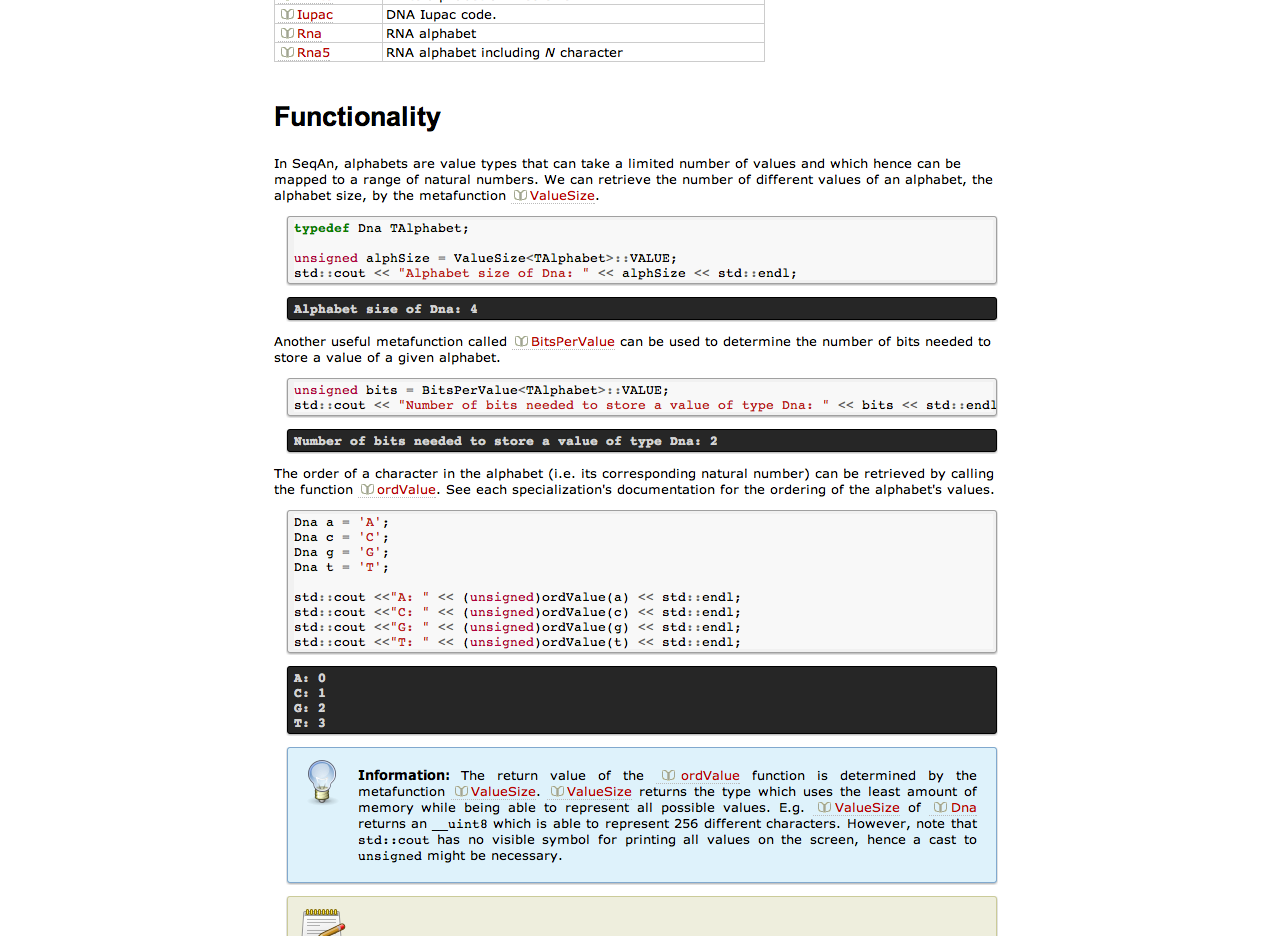 Iupac DNA Iupac code.
Rna RNA alphabet
Rna5 RNA alphabet including N character
Functionality
In SeqAn, alphabets are value types that can take a limited number of values and which hence can be
mapped to a range of natural numbers. We can retrieve the number of different values of an alphabet, the
alphabet size, by the metafunction ValueSize.
typedef Dna TAlphabet;
unsigned alphSize = ValueSize<TAlphabet>::VALUE;
std::cout << "Alphabet size of Dna: " << alphSize << std::endl;
Alphabet size of Dna: 4
Another useful metafunction called BitsPerValue can be used to determine the number of bits needed to
store a value of a given alphabet.
unsigned bits = BitsPerValue<TAlphabet>::VALUE;
std::cout << "Number of bits needed to store a value of type Dna: " << bits << std::endl
Number of bits needed to store a value of type Dna: 2
The order of a character in the alphabet (i.e. its corresponding natural number) can be retrieved by calling
the function ordValue. See each specialization's documentation for the ordering of the alphabet's values.
Dna a = 'A';
Dna c = 'C';
Dna g = 'G';
Dna t = 'T';
std::cout <<"A: " << (unsigned)ordValue(a) << std::endl;
std::cout <<"C: " << (unsigned)ordValue(c) << std::endl;
std::cout <<"G: " << (unsigned)ordValue(g) << std::endl;
std::cout <<"T: " << (unsigned)ordValue(t) << std::endl;
A: 0
C: 1
G: 2
T: 3
Information: The return value of the ordValue function is determined by the
metafunction ValueSize. ValueSize returns the type which uses the least amount of
memory while being able to represent all possible values. E.g. ValueSize of Dna
returns an __uint8 which is able to represent 256 different characters. However, note that
std::cout has no visible symbol for printing all values on the screen, hence a cast to
unsigned might be necessary.